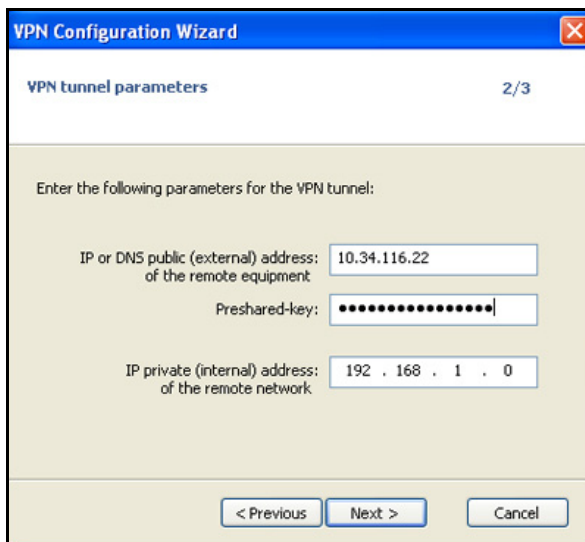 VPN Configuration Wizard
VPN tunnel parameters 2/3
Enter the following parameters for the VPN tunnel:
IP or DNS public (external) address: 10.34.116.22
of the remote equipment
Preshared-key: ●●●●●●●●●●●●●●●●
IP private (internal) address: 192 . 168 . 1 . 0
of the remote network
< Previous Next > Cancel